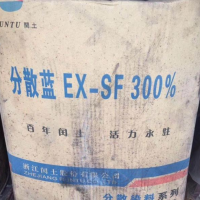 UNTU 闰土
分散蓝 EX-SF 300%
百年闰土 活力永驻
浙江闰土股份有限公司
分散染料系列